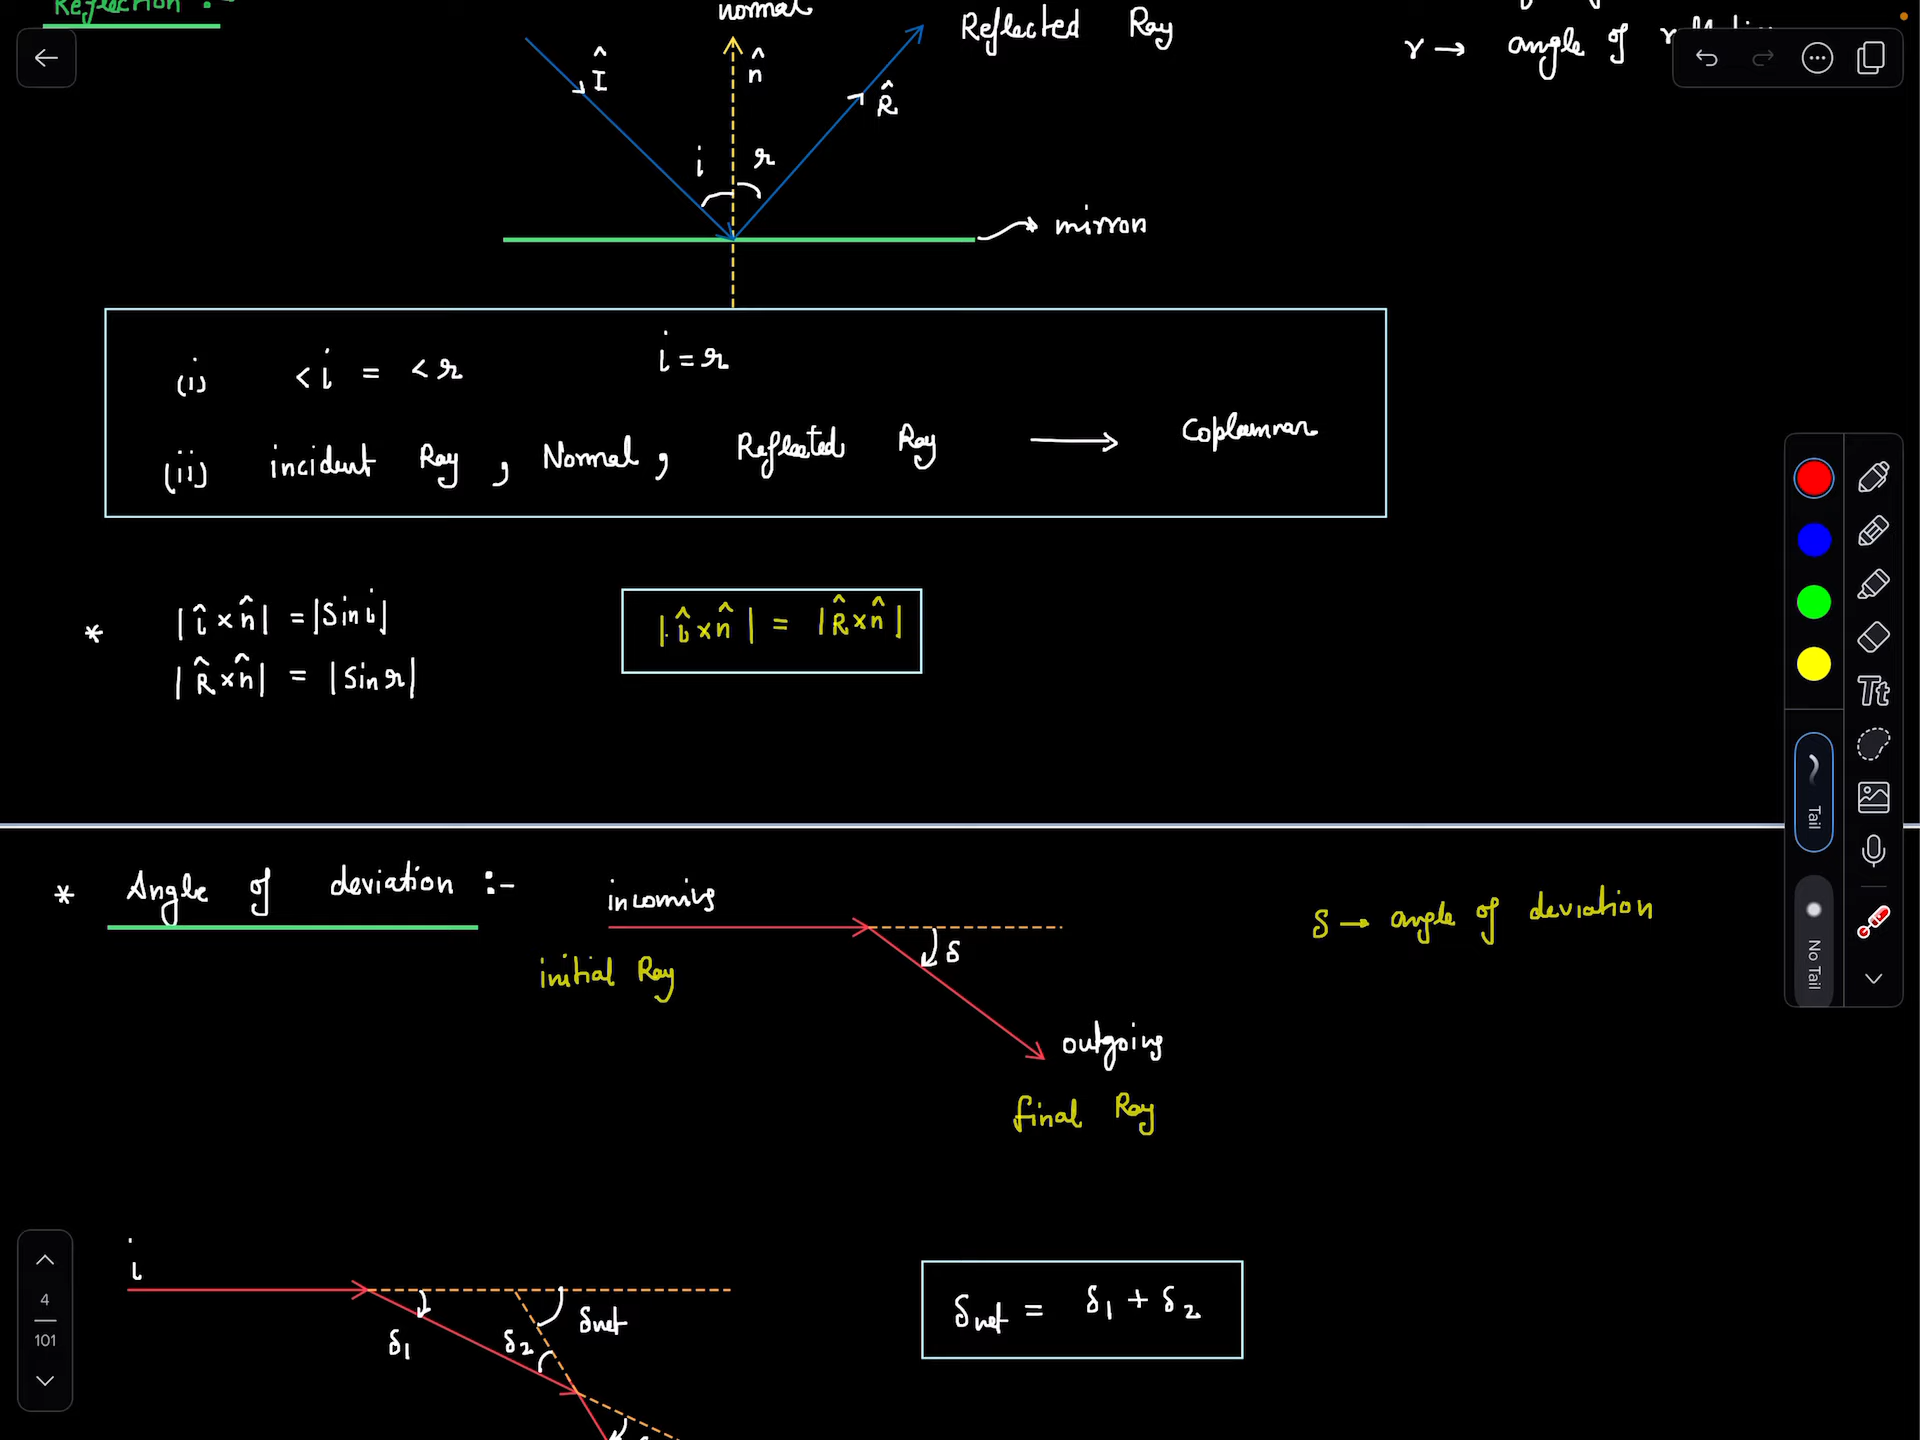 Reflection :-
normal
Reflected Ray
r → angle of
Î
n̂
R̂
i
r
mirror
(i) <i = <r i = r
(ii) incident Ray , Normal , Reflected Ray → Coplannar
* |î × n̂| = |Sin i|
|R̂ × n̂| = |Sin r|
|î × n̂| = |R̂ × n̂|
* Angle of deviation :-
incoming
initial Ray
δ
outgoing
final Ray
δ → angle of deviation
i
δ1
δ2
δnet
δnet = δ1 + δ2
Tt
Tail
No Tail
4
101